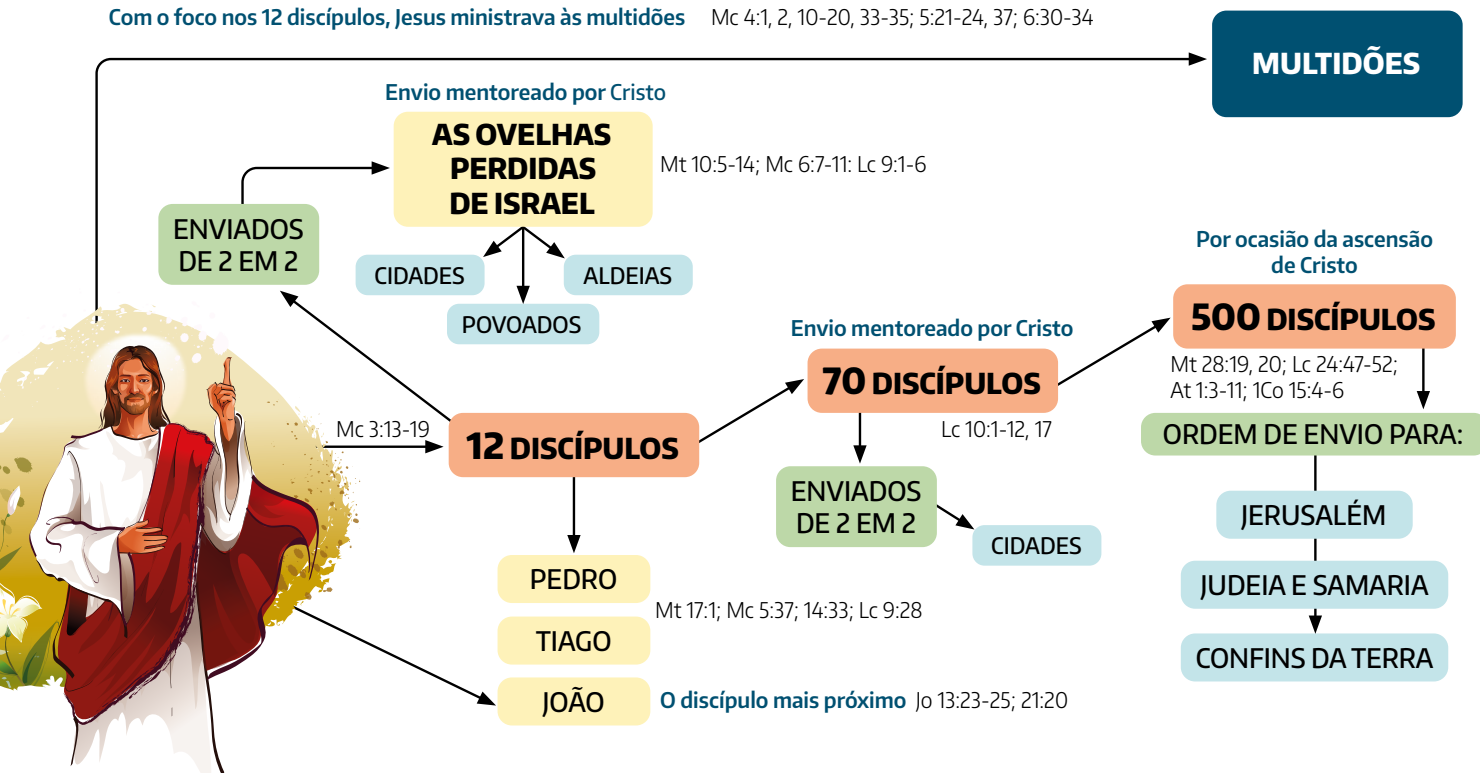 Com o foco nos 12 discípulos, Jesus ministrava às multidões Mc 4:1, 2, 10-20, 33-35; 5:21-24, 37; 6:30-34
MULTIDÕES
Envio mentoreado por Cristo
AS OVELHAS
PERDIDAS
DE ISRAEL
Mt 10:5-14; Mc 6:7-11: Lc 9:1-6
ENVIADOS
DE 2 EM 2
CIDADES
ALDEIAS
POVOADOS
Mc 3:13-19
12 DISCÍPULOS
PEDRO
TIAGO
Mt 17:1; Mc 5:37; 14:33; Lc 9:28
JOÃO
O discípulo mais próximo Jo 13:23-25; 21:20
Envio mentoreado por Cristo
70 DISCÍPULOS
Lc 10:1-12, 17
ENVIADOS
DE 2 EM 2
CIDADES
Por ocasião da ascensão
de Cristo
500 DISCÍPULOS
Mt 28:19, 20; Lc 24:47-52;
At 1:3-11; 1Co 15:4-6
ORDEM DE ENVIO PARA:
JERUSALÉM
JUDEIA E SAMARIA
CONFINS DA TERRA